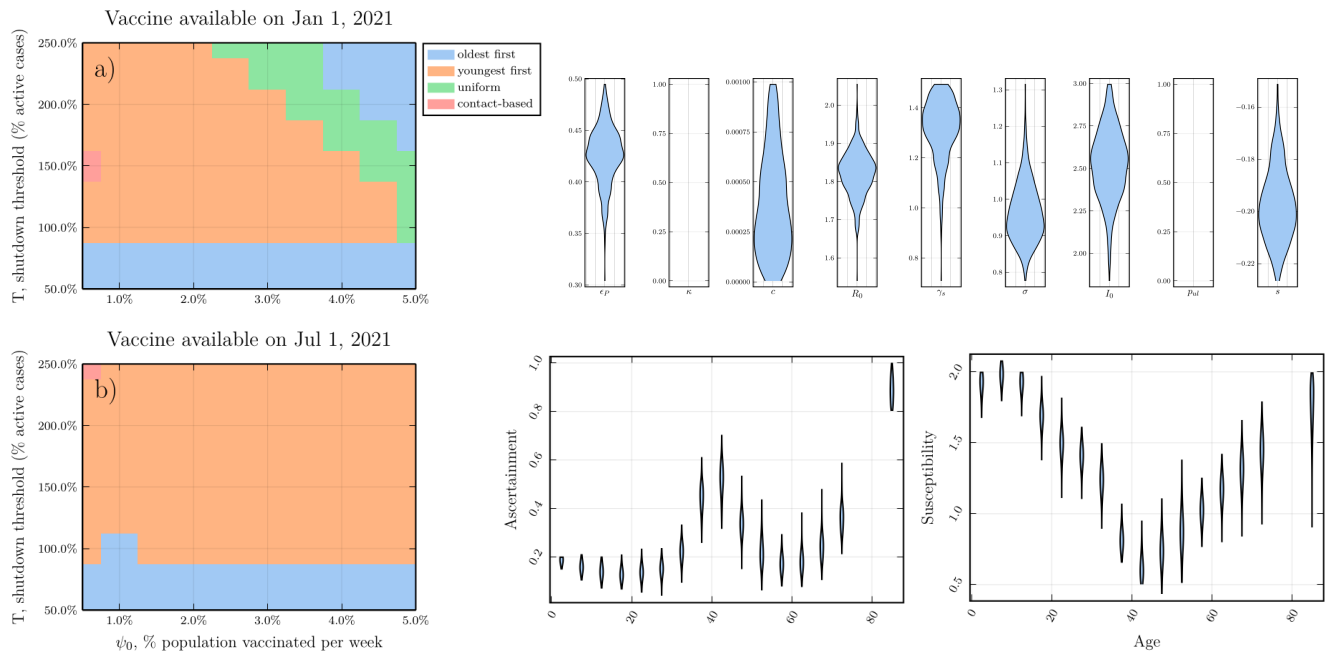 Vaccine available on Jan 1, 2021
T, shutdown threshold (% active cases)
250.0%
200.0%
150.0%
100.0%
50.0%
a)
1.0% 2.0% 3.0% 4.0% 5.0%
oldest first
youngest first
uniform
contact-based
0.50
0.45
0.40
0.35
0.30
ϵP
1.00
0.75
0.50
0.25
0.00
κ
0.00100
0.00075
0.00050
0.00025
0.00000
c
2.0
1.9
1.8
1.7
1.6
1.5
R0
1.4
1.2
1.0
0.8
γs
1.3
1.2
1.1
1.0
0.9
0.8
σ
3.00
2.75
2.50
2.25
2.00
I0
1.00
0.75
0.50
0.25
0.00
pul
−0.16
−0.18
−0.20
−0.22
s
Vaccine available on Jul 1, 2021
T, shutdown threshold (% active cases)
250.0%
200.0%
150.0%
100.0%
50.0%
b)
1.0% 2.0% 3.0% 4.0% 5.0%
ψ0, % population vaccinated per week
Ascertainment
1.0
0.8
0.6
0.4
0.2
0 20 40 60 80
Susceptibility
2.0
1.5
1.0
0.5
0 20 40 60 80
Age